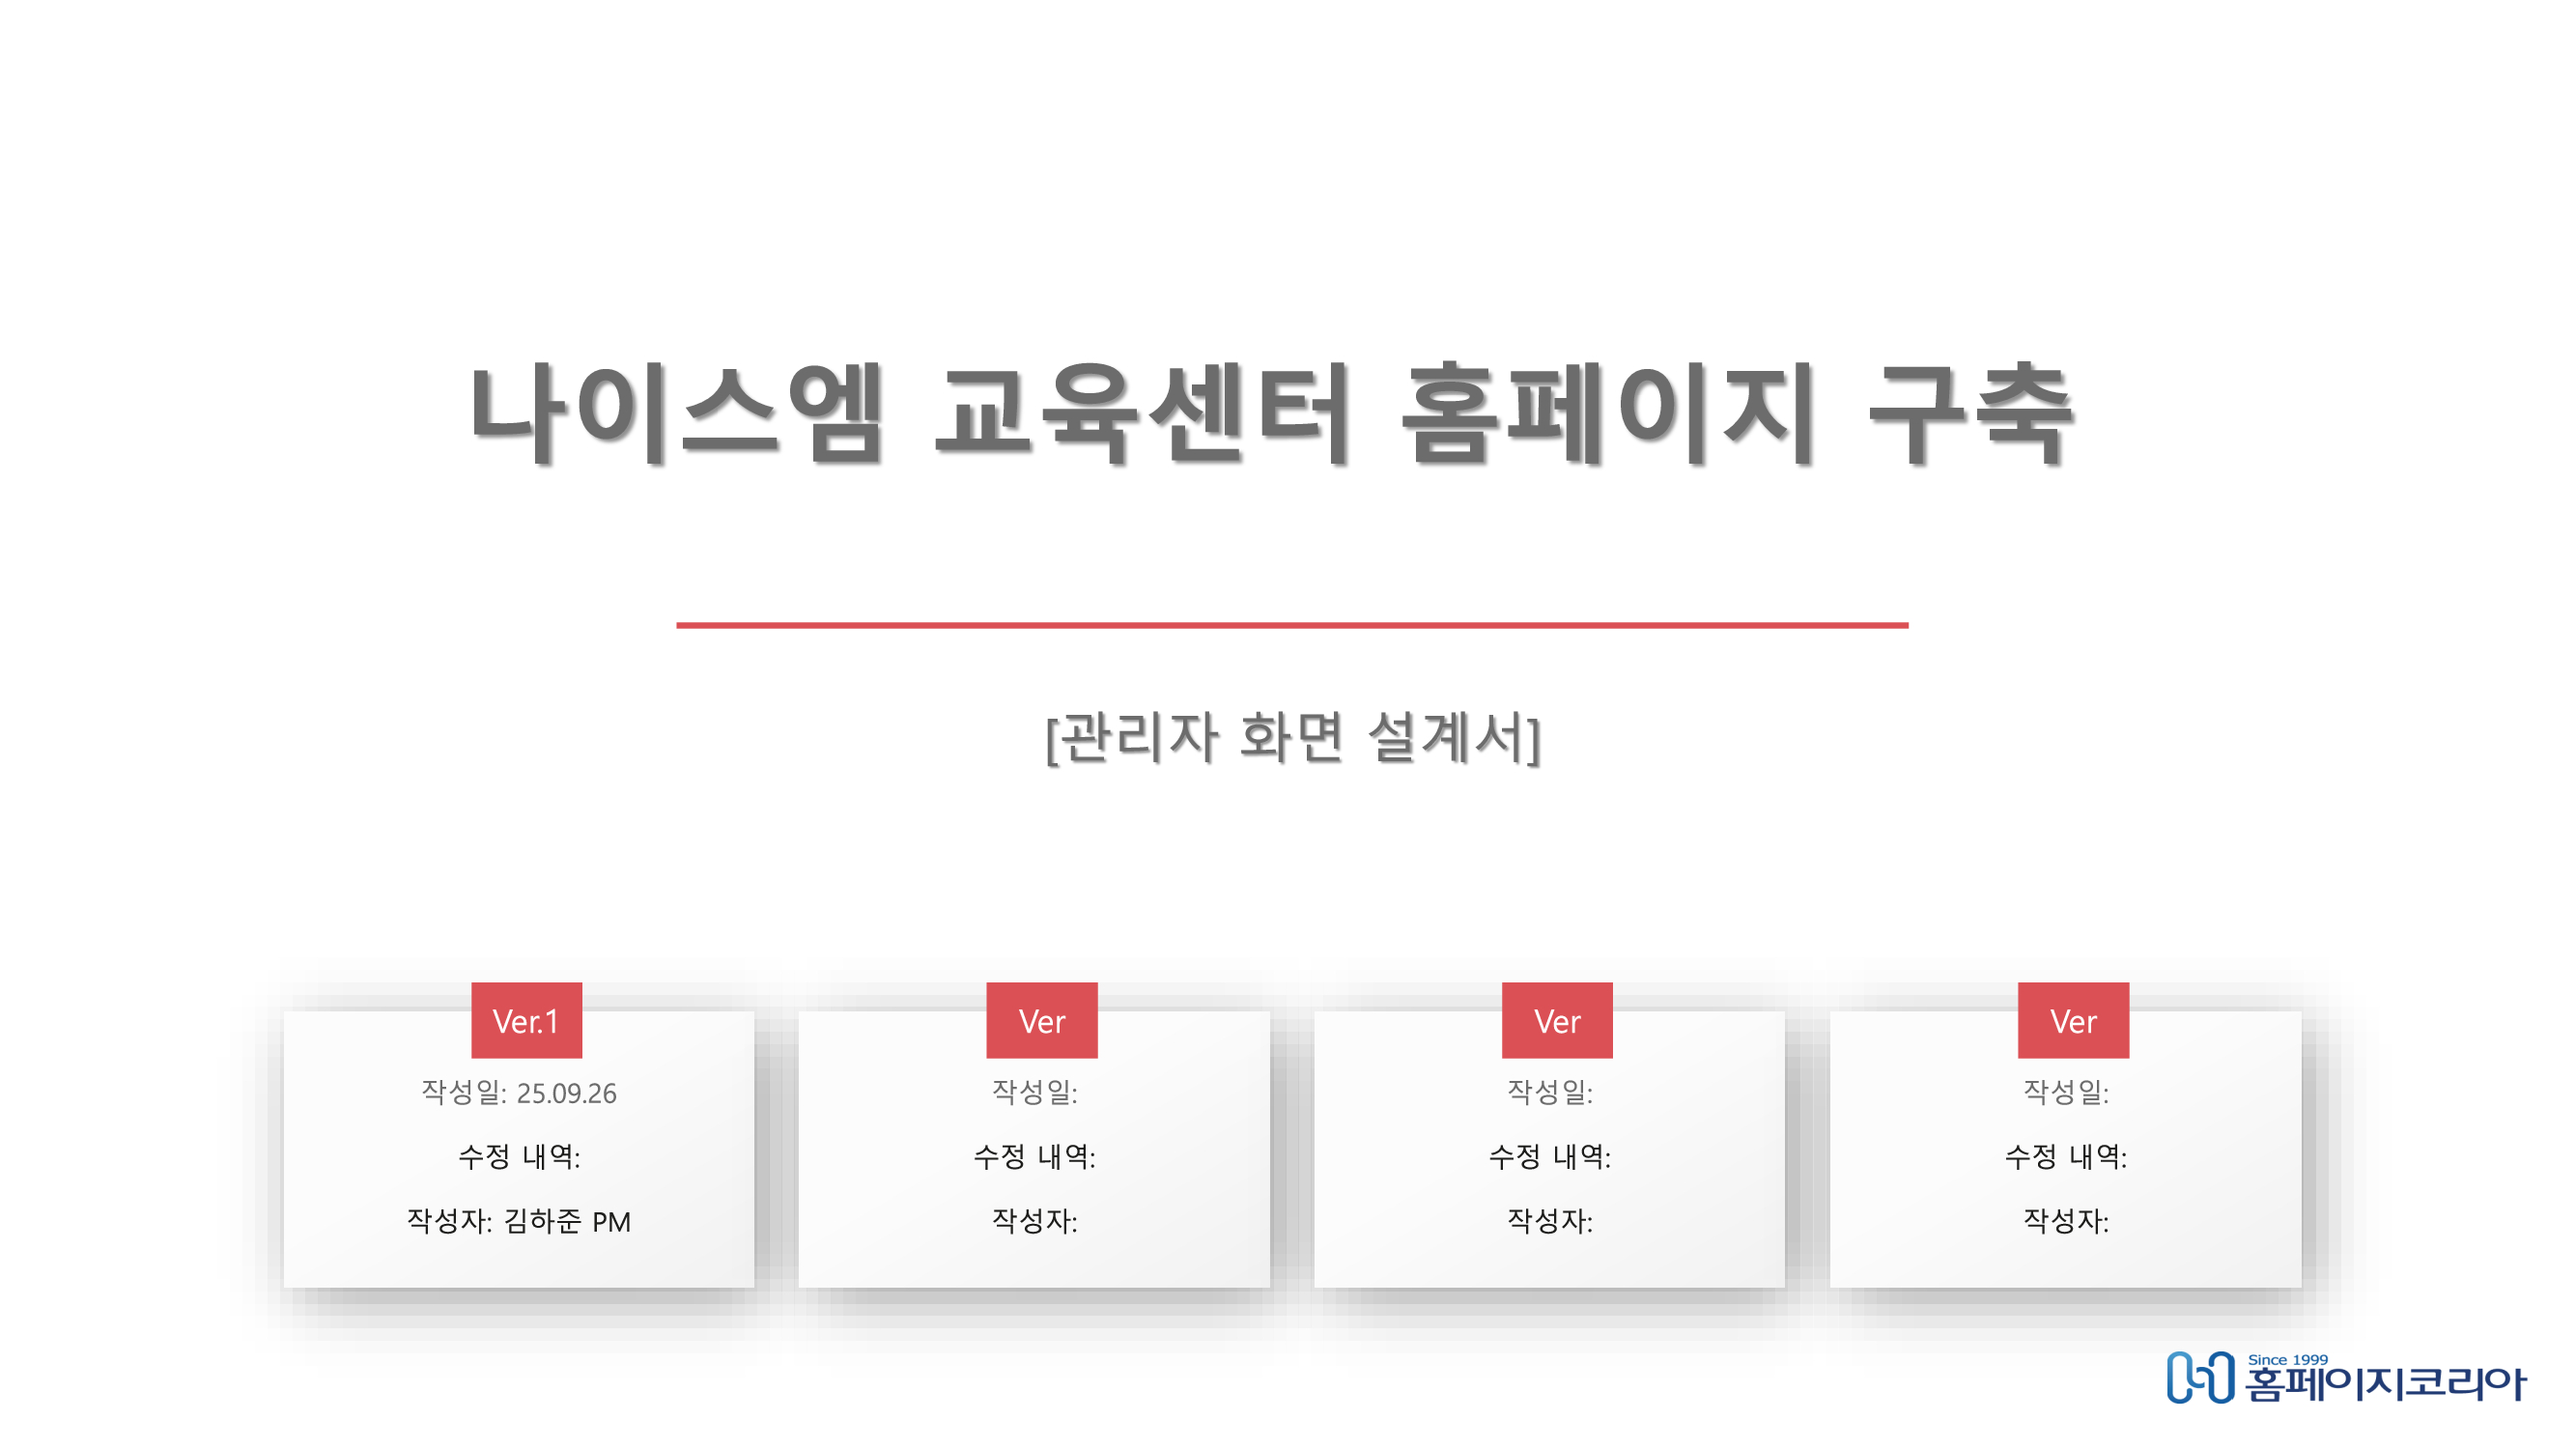 나이스엠 교육센터 홈페이지 구축
[관리자 화면 설계서]
Ver.1
작성일: 25.09.26
수정 내역:
작성자: 김하준 PM
Ver
작성일:
수정 내역:
작성자:
Ver
작성일:
수정 내역:
작성자:
Ver
작성일:
수정 내역:
작성자:
Since 1999
홈페이지코리아